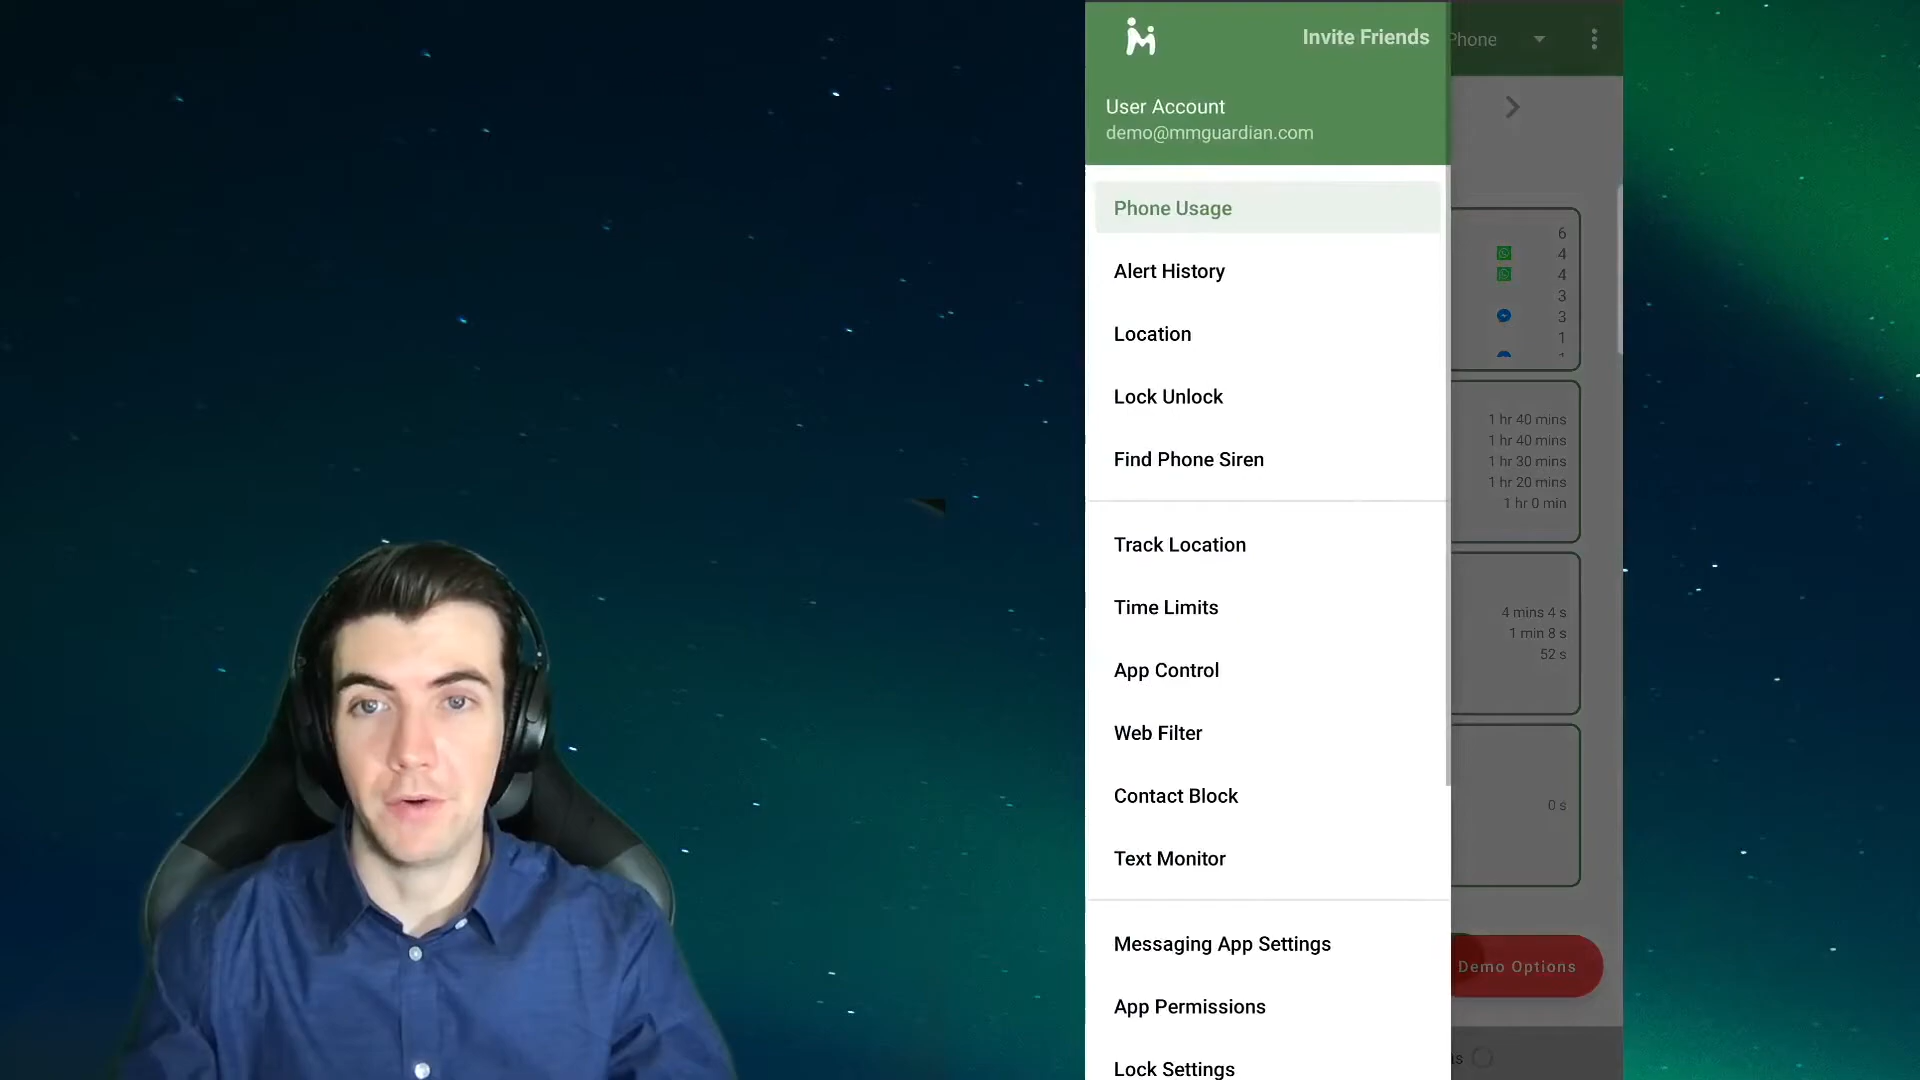 Invite Friends
Phone
User Account
demo@mmguardian.com
Phone Usage
Alert History
Location
Lock Unlock
Find Phone Siren
Track Location
Time Limits
App Control
Web Filter
Contact Block
Text Monitor
Messaging App Settings
App Permissions
Lock Settings
6
4
4
3
3
1
1 hr 40 mins
1 hr 40 mins
1 hr 30 mins
1 hr 20 mins
1 hr 0 min
4 mins 4 s
1 min 8 s
52 s
0 s
Demo Options